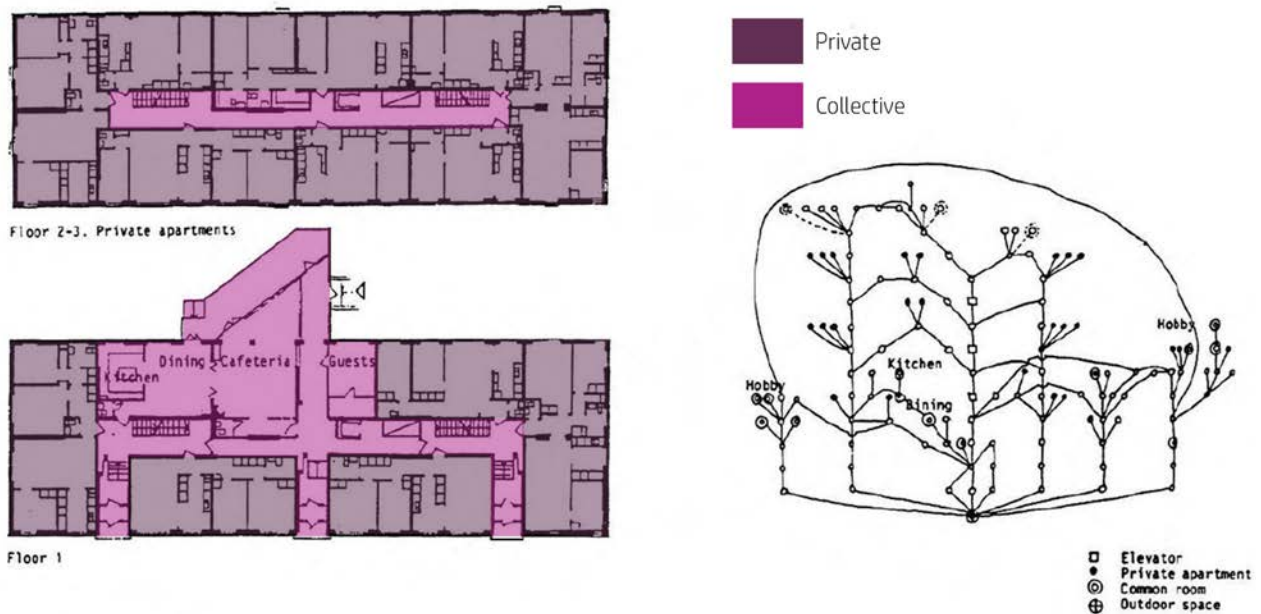 Private
Collective
Floor 2-3. Private apartments
Dining Cafeteria Guests
Kitchen
Floor 1
Hobby
Kitchen
Hobby
Dining
Elevator
Private apartment
Common room
Outdoor space